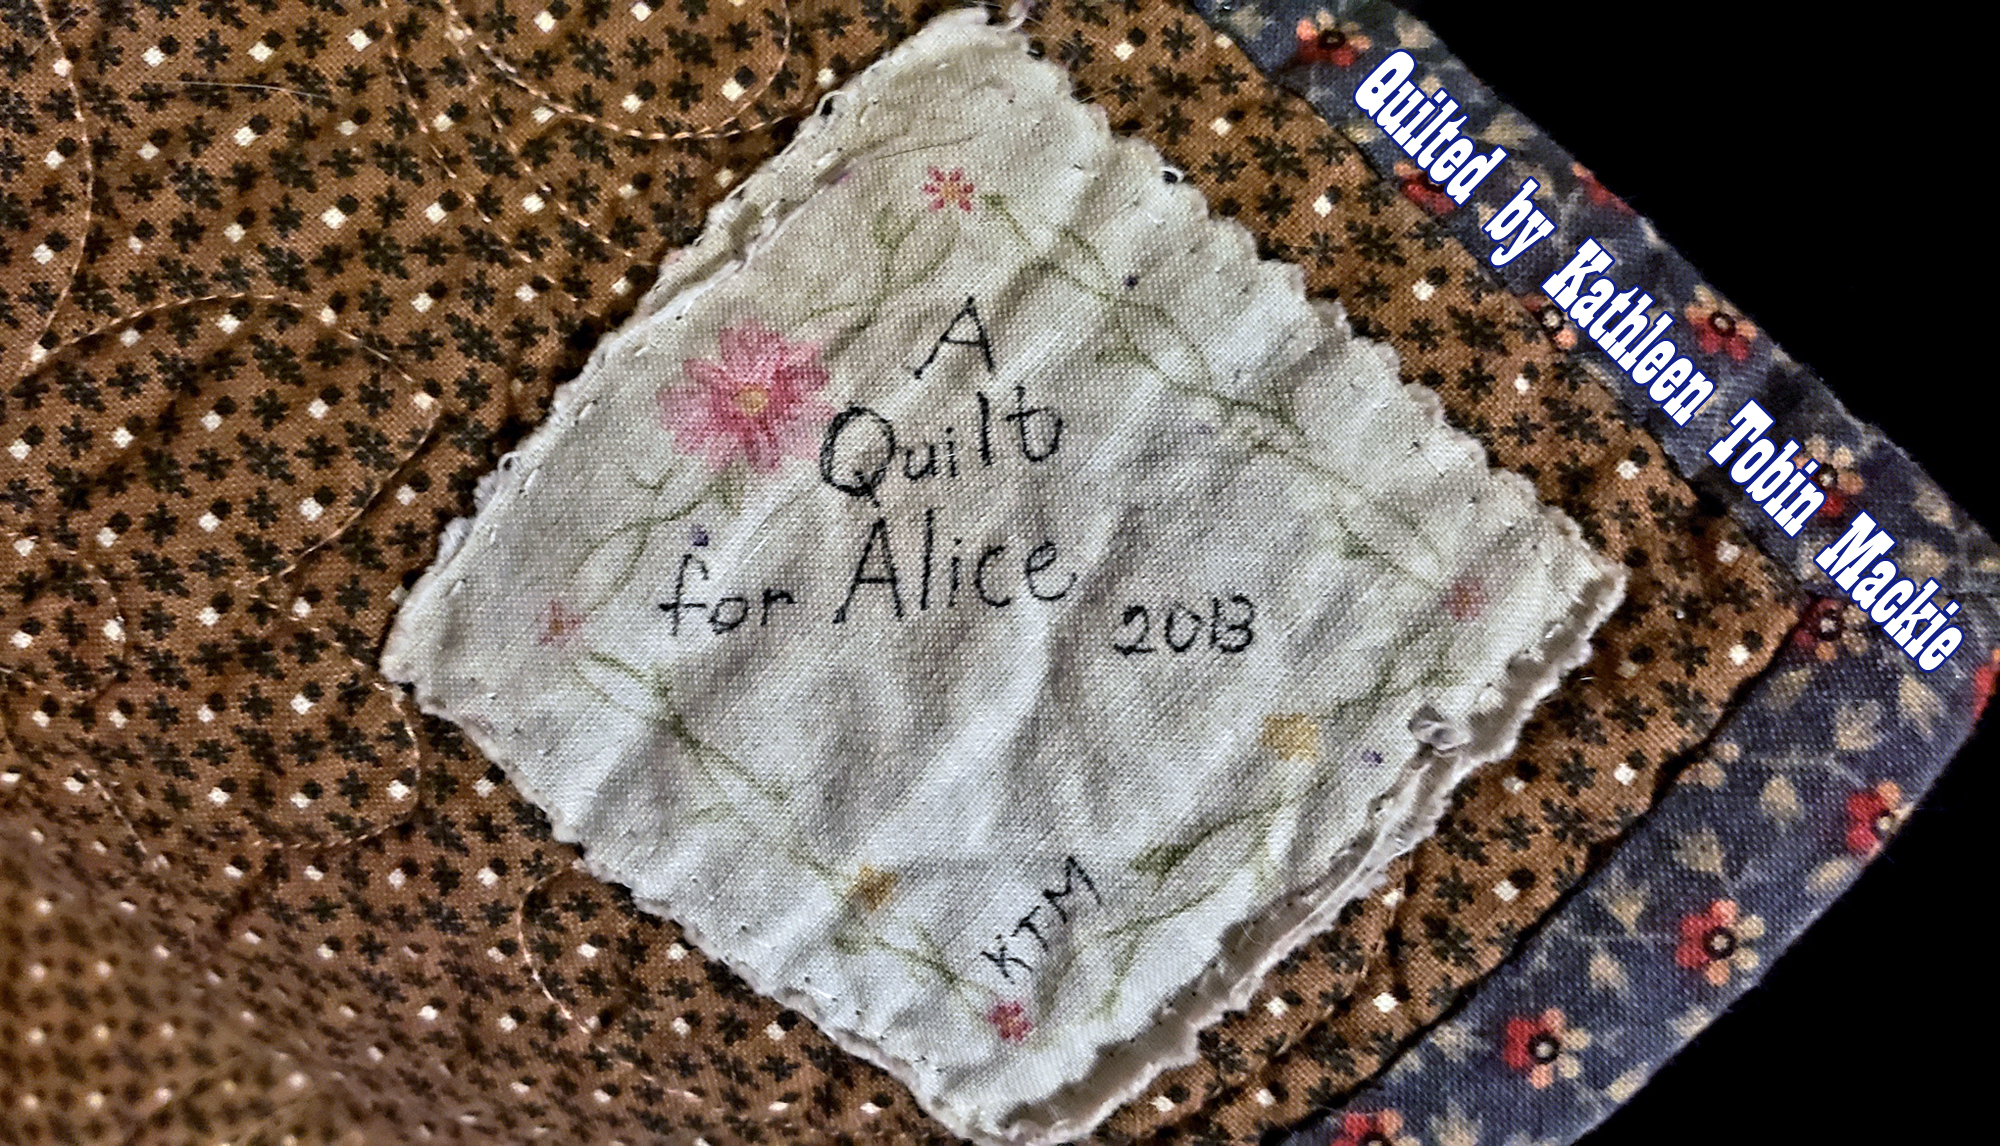 A
Quilt
for Alice 2013
KTM
Quilted by Kathleen Tobin Mackie